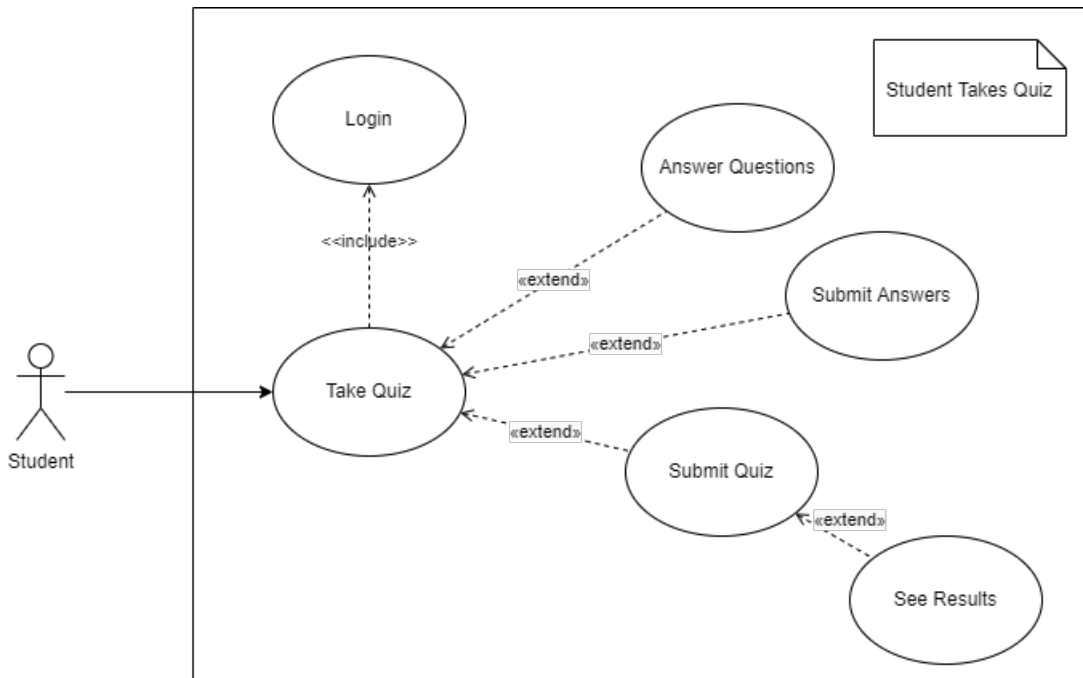 Student Takes Quiz
Login
Answer Questions
<<include>>
«extend»
Submit Answers
«extend»
Take Quiz
«extend»
Student
Submit Quiz
«extend»
See Results